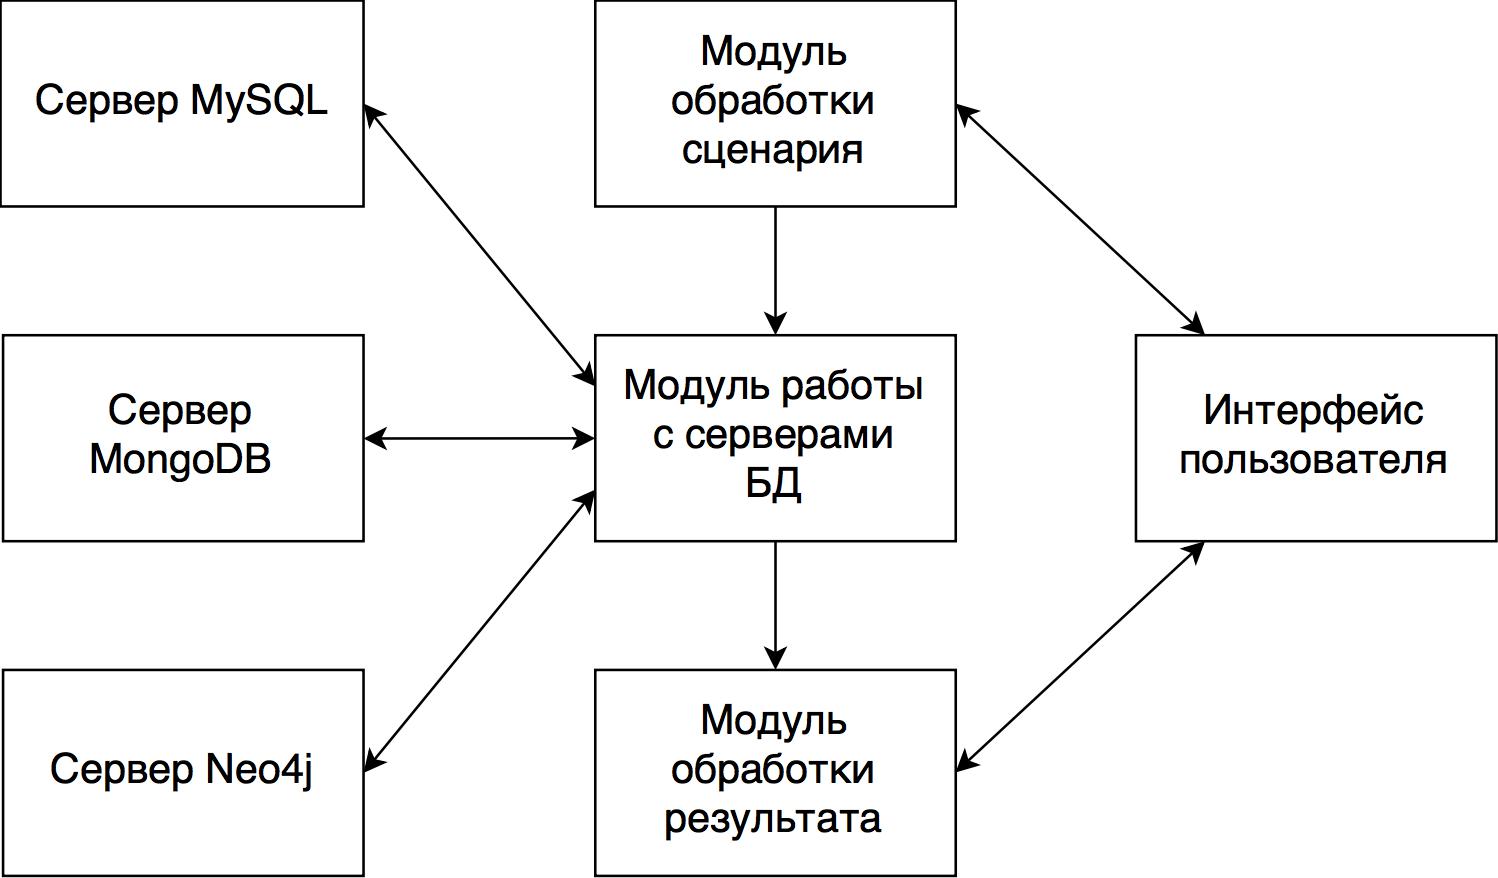 Сервер MySQL
Модуль
обработки
сценария
Сервер
MongoDB
Модуль работы
с серверами
БД
Интерфейс
пользователя
Сервер Neo4j
Модуль
обработки
результата